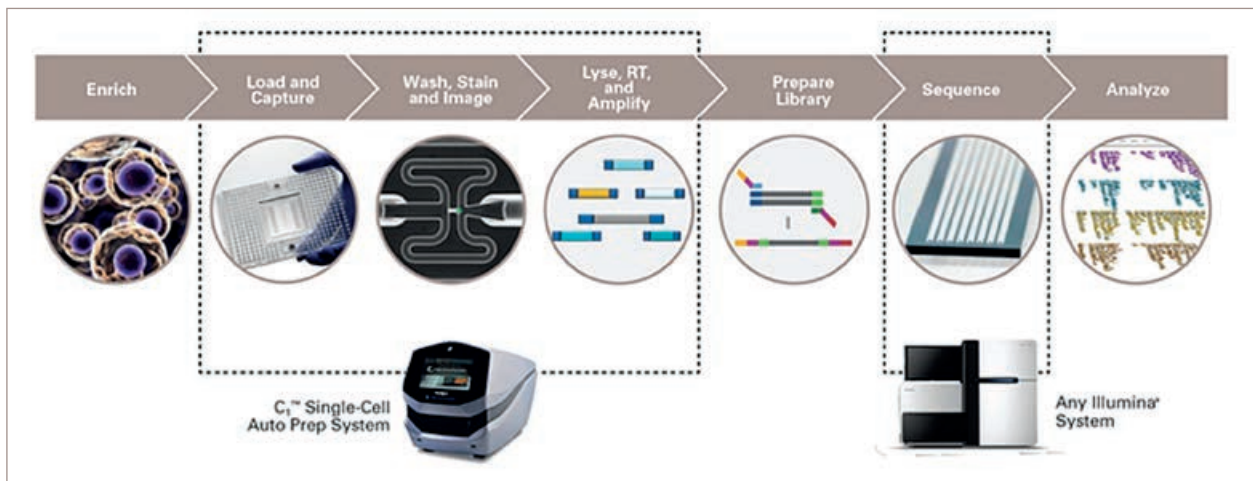 Enrich
Load and
Capture
Wash, Stain
and Image
Lyse, RT,
and
Amplify
Prepare
Library
Sequence
Analyze
C₁™ Single-Cell
Auto Prep System
Any Illumina®
System